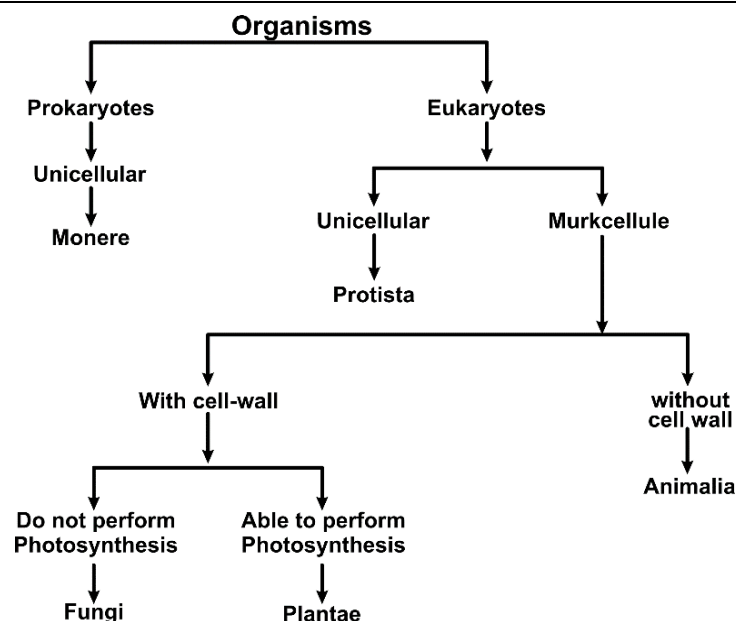 Organisms
Prokaryotes
Eukaryotes
Unicellular
Monere
Unicellular
Murkcellule
Protista
With cell-wall
without
cell wall
Animalia
Do not perform
Photosynthesis
Able to perform
Photosynthesis
Fungi
Plantae